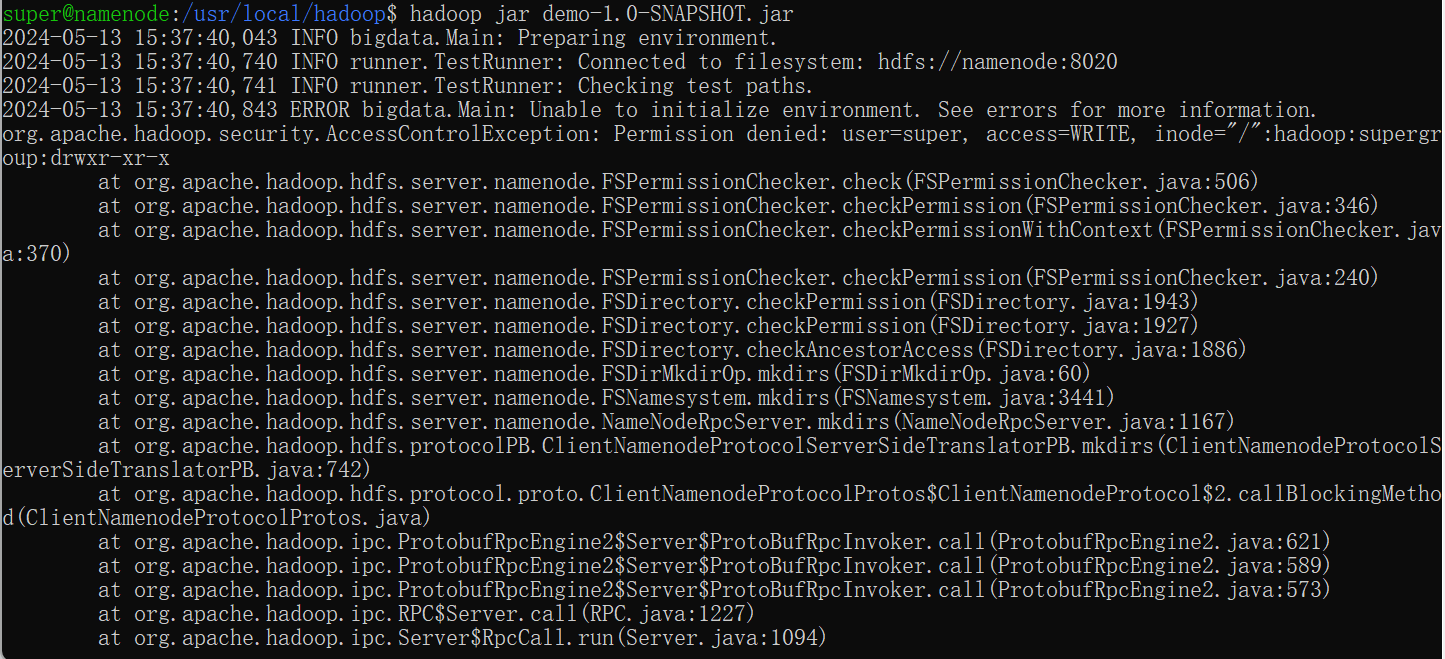 super@namenode:/usr/local/hadoop$ hadoop jar demo-1.0-SNAPSHOT.jar
2024-05-13 15:37:40,043 INFO bigdata.Main: Preparing environment.
2024-05-13 15:37:40,740 INFO runner.TestRunner: Connected to filesystem: hdfs://namenode:8020
2024-05-13 15:37:40,741 INFO runner.TestRunner: Checking test paths.
2024-05-13 15:37:40,843 ERROR bigdata.Main: Unable to initialize environment. See errors for more information.
org.apache.hadoop.security.AccessControlException: Permission denied: user=super, access=WRITE, inode="/":hadoop:supergr
oup:drwxr-xr-x
        at org.apache.hadoop.hdfs.server.namenode.FSPermissionChecker.check(FSPermissionChecker.java:506)
        at org.apache.hadoop.hdfs.server.namenode.FSPermissionChecker.checkPermission(FSPermissionChecker.java:346)
        at org.apache.hadoop.hdfs.server.namenode.FSPermissionChecker.checkPermissionWithContext(FSPermissionChecker.jav
a:370)
        at org.apache.hadoop.hdfs.server.namenode.FSPermissionChecker.checkPermission(FSPermissionChecker.java:240)
        at org.apache.hadoop.hdfs.server.namenode.FSDirectory.checkPermission(FSDirectory.java:1943)
        at org.apache.hadoop.hdfs.server.namenode.FSDirectory.checkPermission(FSDirectory.java:1927)
        at org.apache.hadoop.hdfs.server.namenode.FSDirectory.checkAncestorAccess(FSDirectory.java:1886)
        at org.apache.hadoop.hdfs.server.namenode.FSDirMkdirOp.mkdirs(FSDirMkdirOp.java:60)
        at org.apache.hadoop.hdfs.server.namenode.FSNamesystem.mkdirs(FSNamesystem.java:3441)
        at org.apache.hadoop.hdfs.server.namenode.NameNodeRpcServer.mkdirs(NameNodeRpcServer.java:1167)
        at org.apache.hadoop.hdfs.protocolPB.ClientNamenodeProtocolServerSideTranslatorPB.mkdirs(ClientNamenodeProtocolS
erverSideTranslatorPB.java:742)
        at org.apache.hadoop.hdfs.protocol.proto.ClientNamenodeProtocolProtos$ClientNamenodeProtocol$2.callBlockingMetho
d(ClientNamenodeProtocolProtos.java)
        at org.apache.hadoop.ipc.ProtobufRpcEngine2$Server$ProtoBufRpcInvoker.call(ProtobufRpcEngine2.java:621)
        at org.apache.hadoop.ipc.ProtobufRpcEngine2$Server$ProtoBufRpcInvoker.call(ProtobufRpcEngine2.java:589)
        at org.apache.hadoop.ipc.ProtobufRpcEngine2$Server$ProtoBufRpcInvoker.call(ProtobufRpcEngine2.java:573)
        at org.apache.hadoop.ipc.RPC$Server.call(RPC.java:1227)
        at org.apache.hadoop.ipc.Server$RpcCall.run(Server.java:1094)